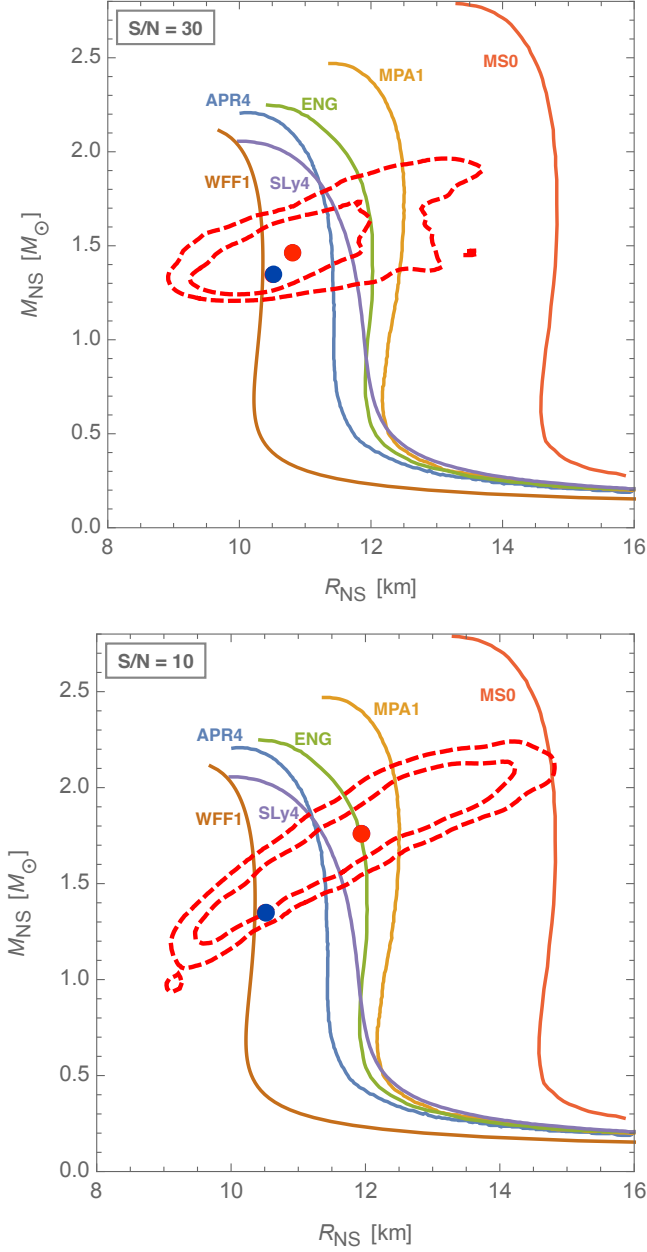 S/N = 30
MS0
MPA1
APR4
ENG
WFF1
SLy4
2.5
2.0
1.5
1.0
0.5
0.0
M_NS [M_⊙]
8 10 12 14 16
R_NS [km]
S/N = 10
MS0
MPA1
APR4
ENG
WFF1
SLy4
2.5
2.0
1.5
1.0
0.5
0.0
M_NS [M_⊙]
8 10 12 14 16
R_NS [km]